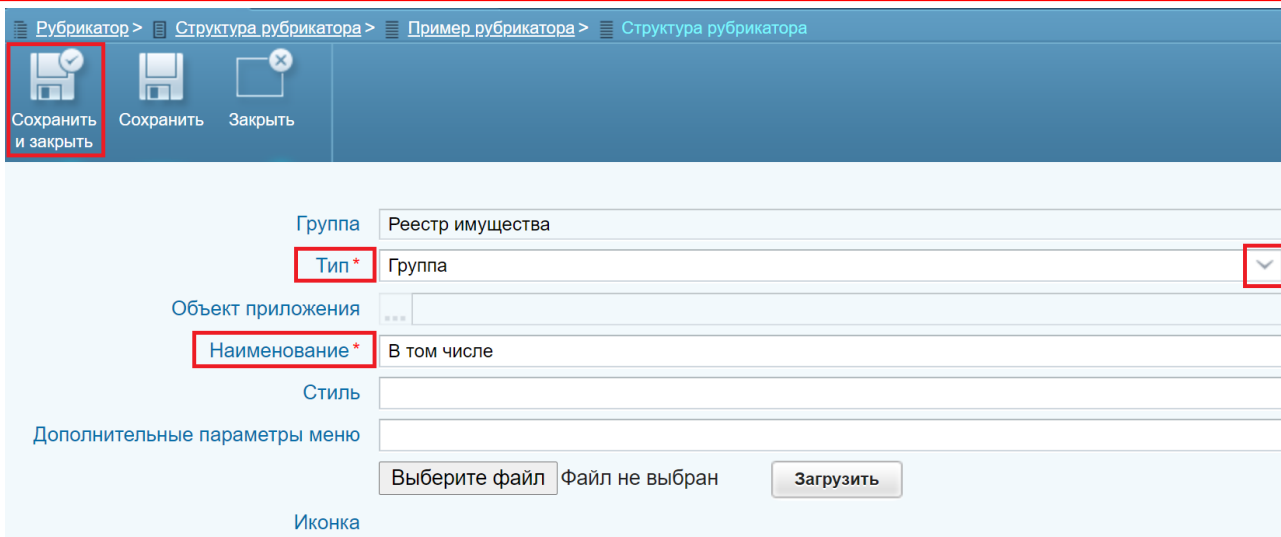 Рубрикатор > Структура рубрикатора > Пример рубрикатора > Структура рубрикатора
Сохранить и закрыть
Сохранить
Закрыть
Группа Реестр имущества
Тип * Группа
Объект приложения ...
Наименование * В том числе
Стиль
Дополнительные параметры меню
Выберите файл Файл не выбран Загрузить
Иконка